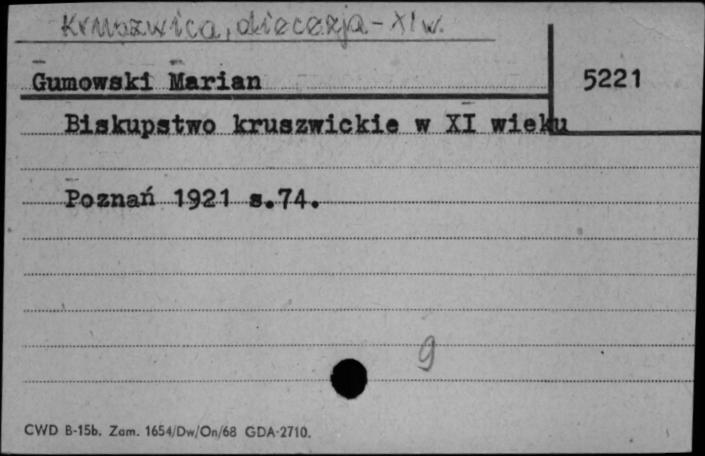 Kruszwica, diecezja - XI w.
Gumowski Marian
5221
Biskupstwo kruszwickie w XI wieku
Poznań 1921 s.74.
9
CWD B-15b. Zam. 1654/Dw/On/68 GDA-2710.